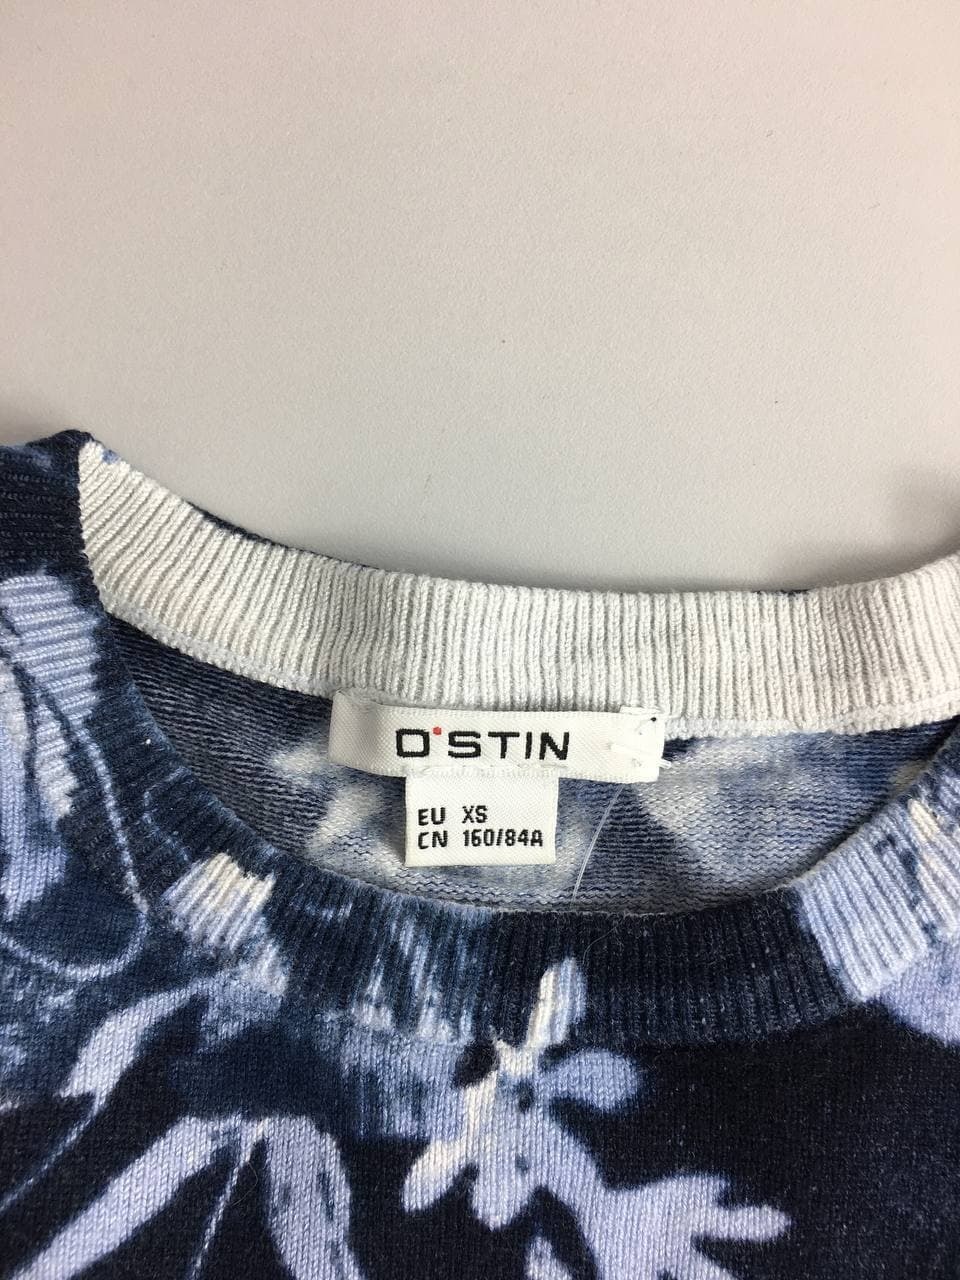 O'STIN
EU XS
CN 160/84A